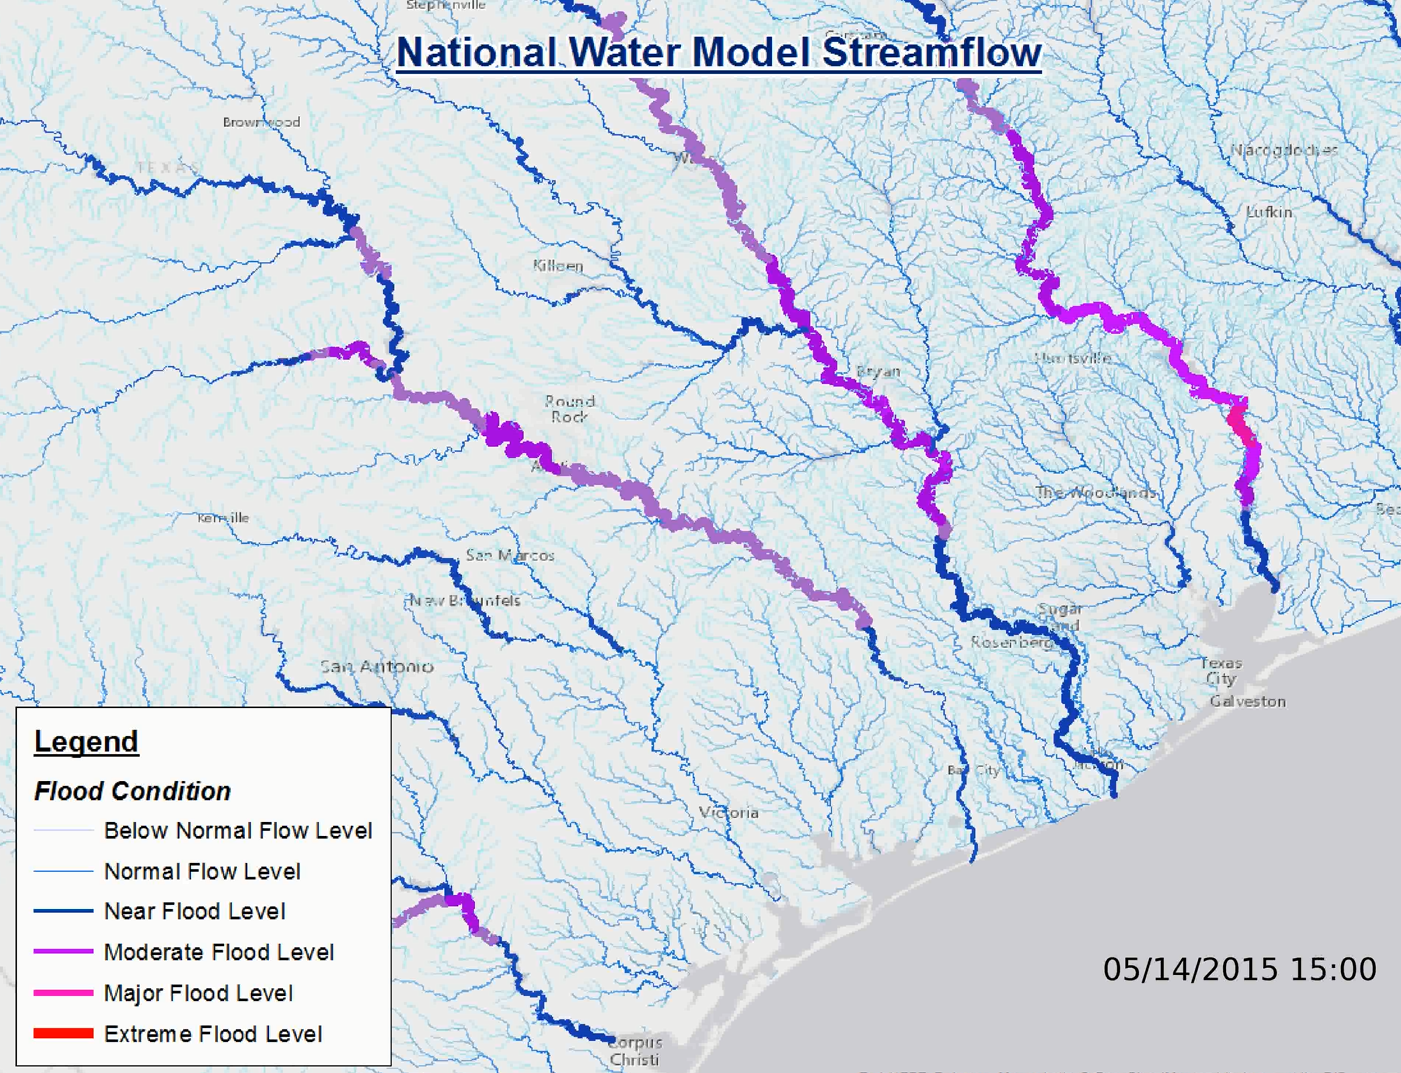 Stephenville
National Water Model Streamflow
Brownwood
TEXAS
Nacogdoches
Lufkin
Killeen
Huntsville
Bryan
Round
Rock
The Woodlands
Kerrville
San Marcos
New Braunfels
Sugar
Land
Rosenberg
San Antonio
Texas
City
Galveston
Legend
Flood Condition
Below Normal Flow Level
Normal Flow Level
Near Flood Level
Moderate Flood Level
Major Flood Level
Extreme Flood Level
Bay City
Victoria
05/14/2015 15:00
Corpus
Christi